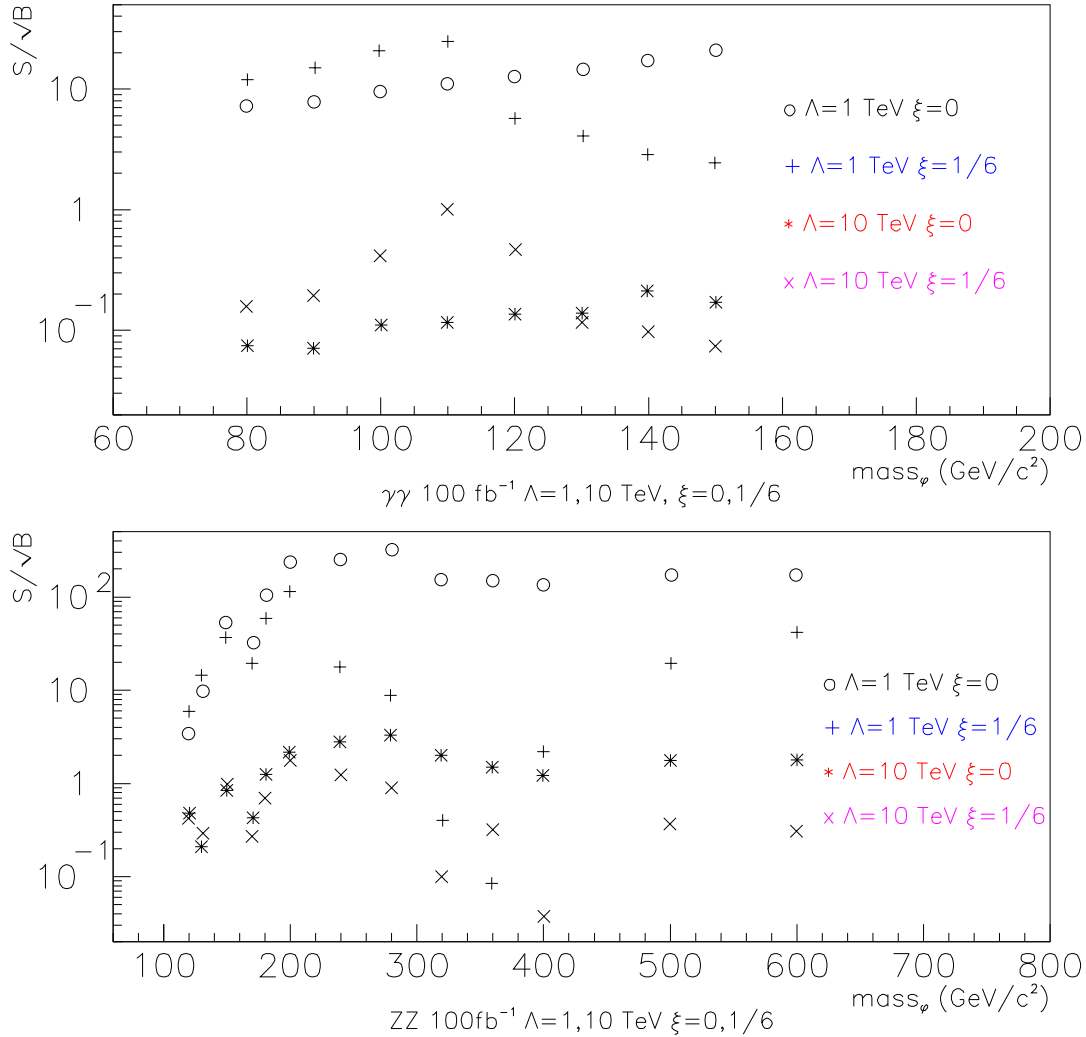 S/√B
10
1
10⁻¹
○ Λ=1 TeV ξ=0
+ Λ=1 TeV ξ=1/6
* Λ=10 TeV ξ=0
× Λ=10 TeV ξ=1/6
60 80 100 120 140 160 180 200
mass_φ (GeV/c²)
γγ 100 fb⁻¹ Λ=1,10 TeV, ξ=0,1/6
S/√B
10²
10
1
10⁻¹
○ Λ=1 TeV ξ=0
+ Λ=1 TeV ξ=1/6
* Λ=10 TeV ξ=0
× Λ=10 TeV ξ=1/6
100 200 300 400 500 600 700 800
mass_φ (GeV/c²)
ZZ 100fb⁻¹ Λ=1,10 TeV ξ=0,1/6